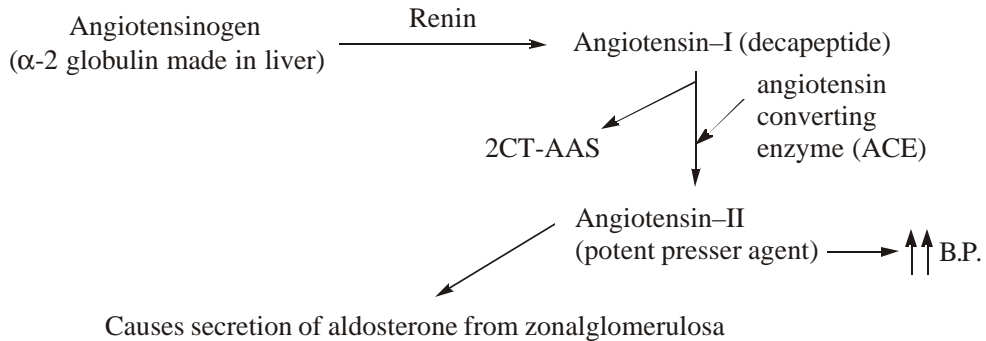 Angiotensinogen
(α-2 globulin made in liver)
Renin
Angiotensin–I (decapeptide)
angiotensin
converting
enzyme (ACE)
2CT-AAS
Angiotensin–II
(potent presser agent)
B.P.
Causes secretion of aldosterone from zonalglomerulosa